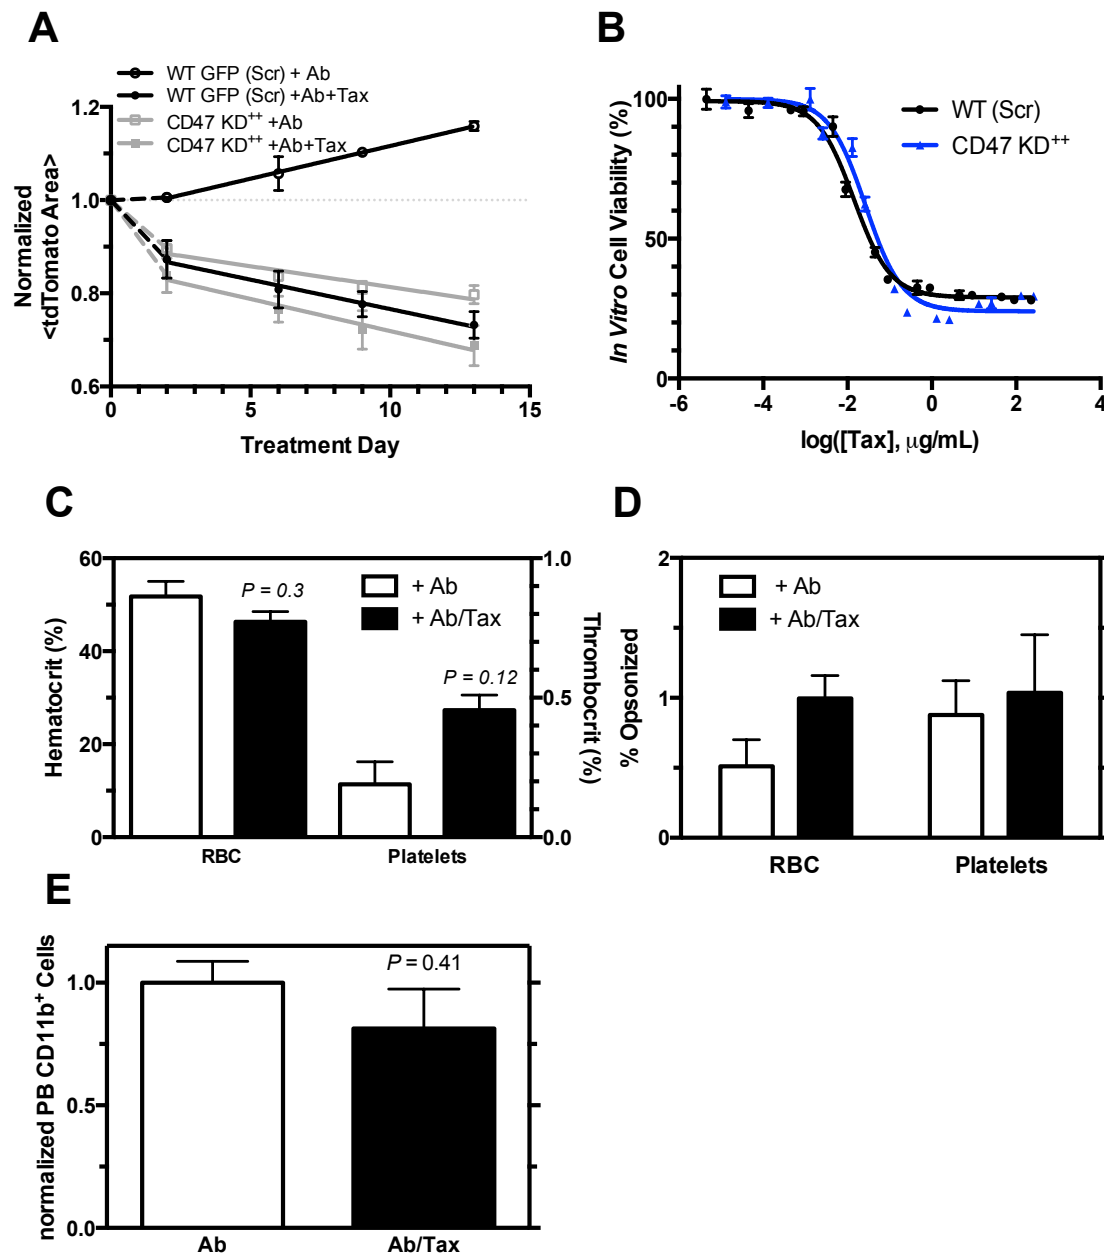 A
WT GFP (Scr) + Ab
WT GFP (Scr) +Ab+Tax
CD47 KD++ +Ab
CD47 KD++ +Ab+Tax
1.2
1.0
0.8
0.6
0
5
10
15
Normalized
<tdTomato Area>
Treatment Day
B
WT (Scr)
CD47 KD++
100
50
0
-6
-4
-2
0
2
4
In Vitro Cell Viability (%)
log([Tax], μg/mL)
C
60
40
20
0
Hematocrit (%)
P = 0.3
+ Ab
+ Ab/Tax
P = 0.12
1.0
0.5
0.0
Thrombocrit (%)
RBC
Platelets
D
2
1
0
% Opsonized
+ Ab
+ Ab/Tax
RBC
Platelets
E
normalized PB CD11b+ Cells
1.0
0.5
0.0
P = 0.41
Ab
Ab/Tax